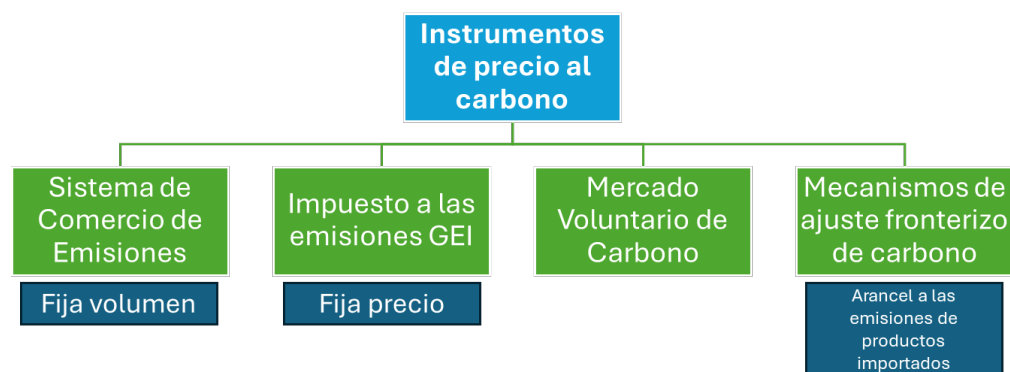 Instrumentos
de precio al
carbono
Sistema de
Comercio de
Emisiones
Impuesto a las
emisiones GEI
Mercado
Voluntario de
Carbono
Mecanismos de
ajuste fronterizo
de carbono
Fija volumen
Fija precio
Arancel a las
emisiones de
productos
importados